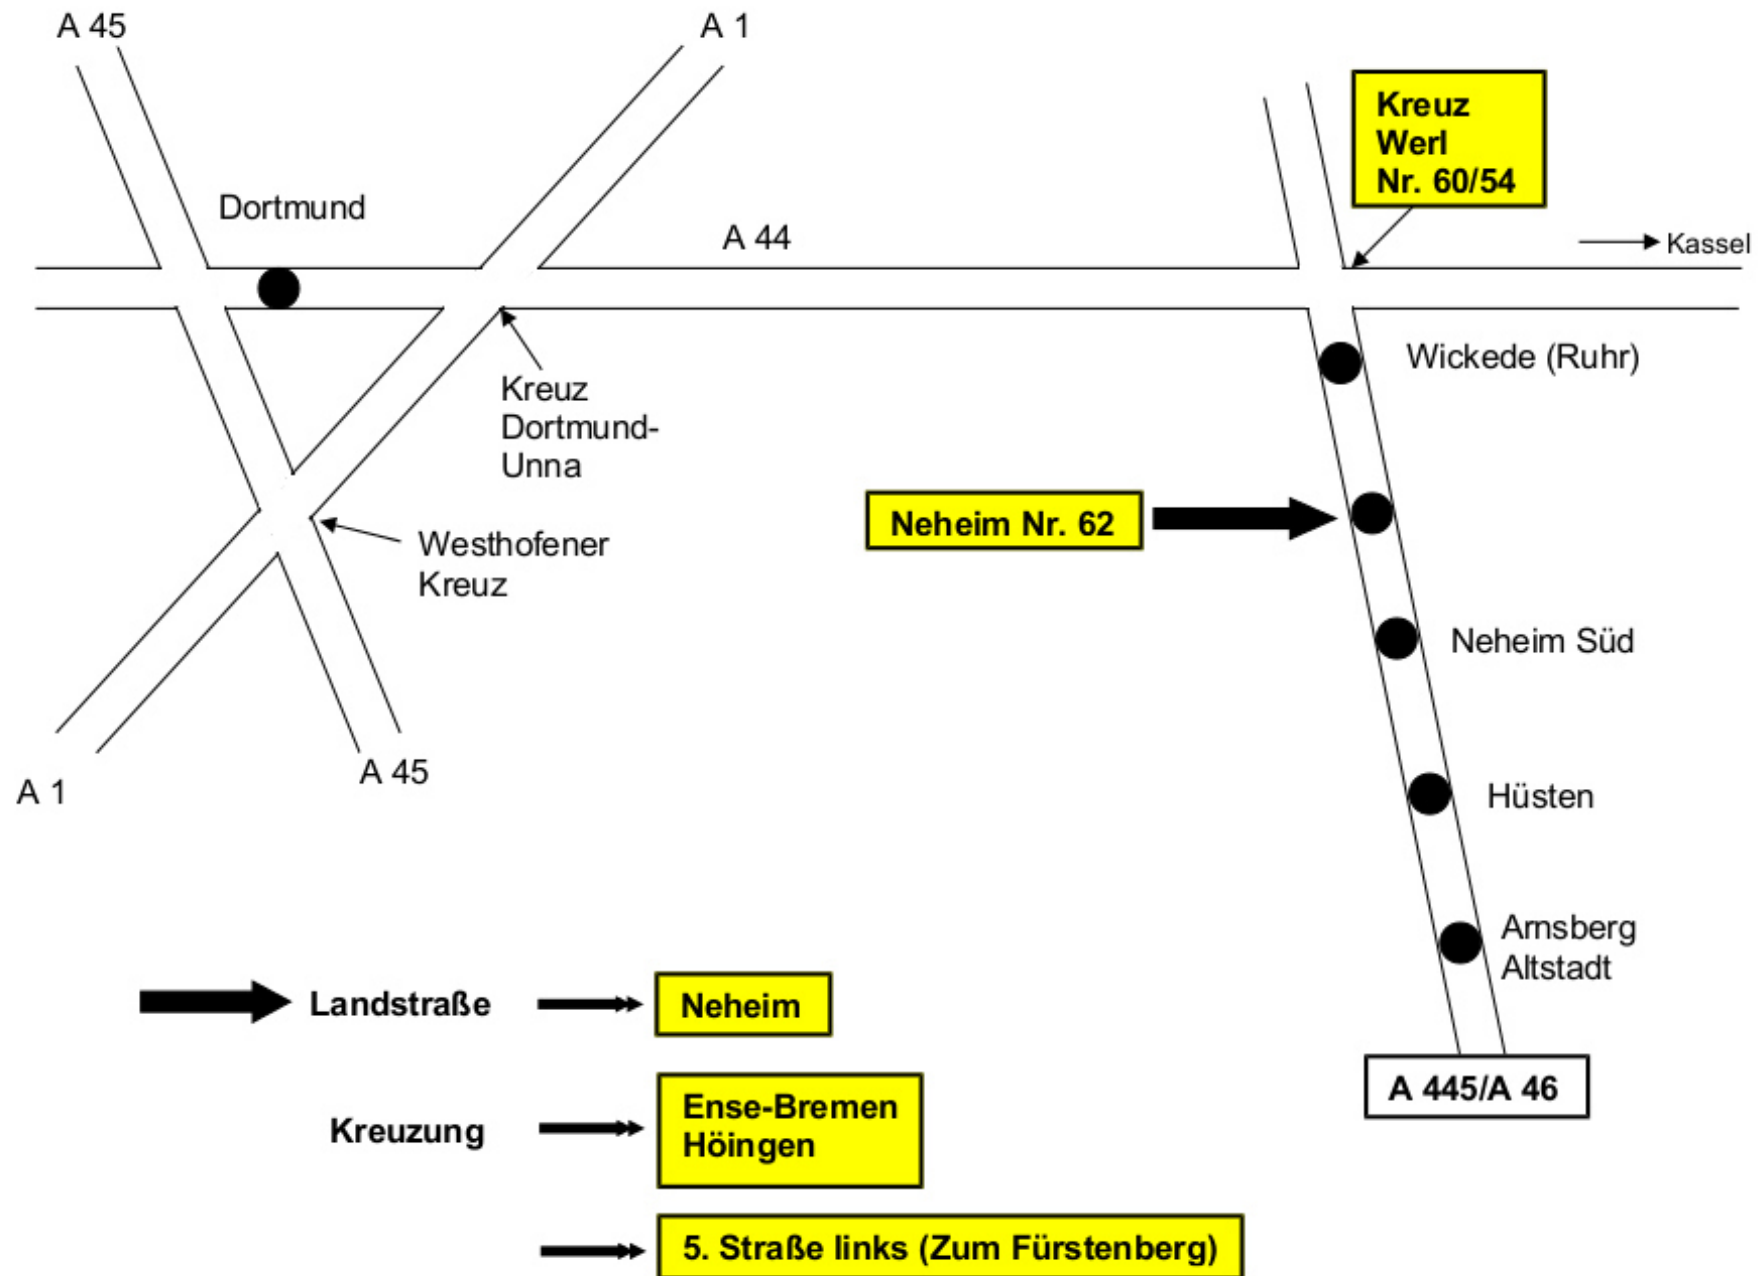 A 45
A 1
Kreuz
Werl
Nr. 60/54
Dortmund
A 44
Kassel
Kreuz
Dortmund-
Unna
Wickede (Ruhr)
Neheim Nr. 62
Westhofener
Kreuz
Neheim Süd
A 1
A 45
Hüsten
Arnsberg
Altstadt
Landstraße
Neheim
A 445/A 46
Kreuzung
Ense-Bremen
Höingen
5. Straße links (Zum Fürstenberg)